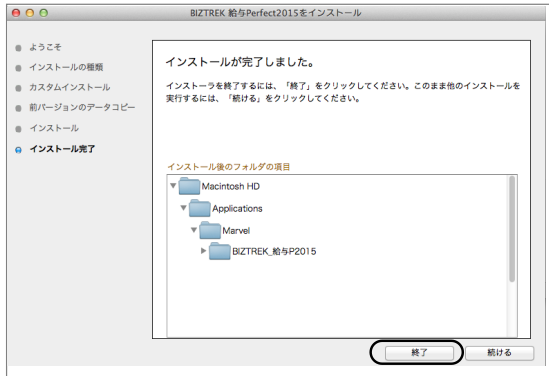 BIZTREK 給与Perfect2015をインストール
ようこそ
インストールの種類
カスタムインストール
前バージョンのデータコピー
インストール
インストール完了
インストールが完了しました。
インストーラを終了するには、「終了」をクリックしてください。このまま他のインストールを
実行するには、「続ける」をクリックしてください。
インストール後のフォルダの項目
Macintosh HD
Applications
Marvel
BIZTREK_給与P2015
終了
続ける